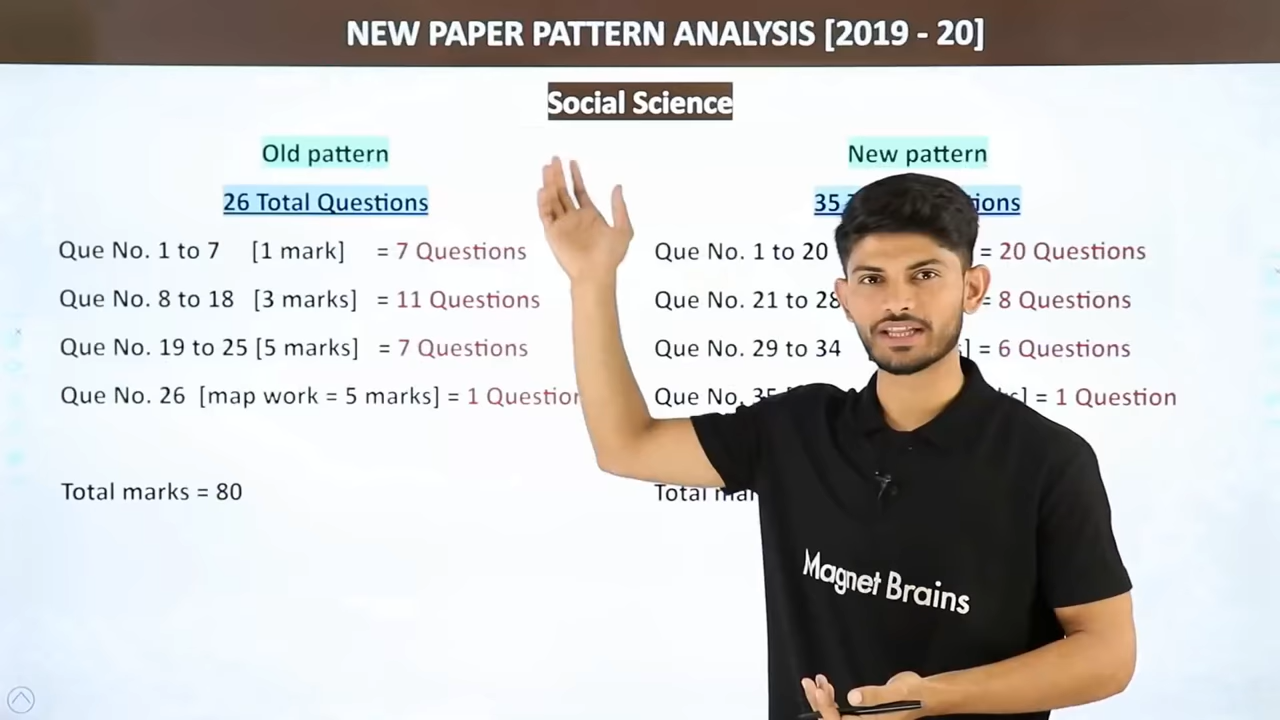 NEW PAPER PATTERN ANALYSIS [2019 - 20]
Social Science
Old pattern
26 Total Questions
Que No. 1 to 7 [1 mark] = 7 Questions
Que No. 8 to 18 [3 marks] = 11 Questions
Que No. 19 to 25 [5 marks] = 7 Questions
Que No. 26 [map work = 5 marks] = 1 Question
Total marks = 80
New pattern
35
Que No. 1 to 20 = 20 Questions
Que No. 21 to 28 = 8 Questions
Que No. 29 to 34 ] = 6 Questions
Que No. 35 ] = 1 Question
Total
Magnet Brains